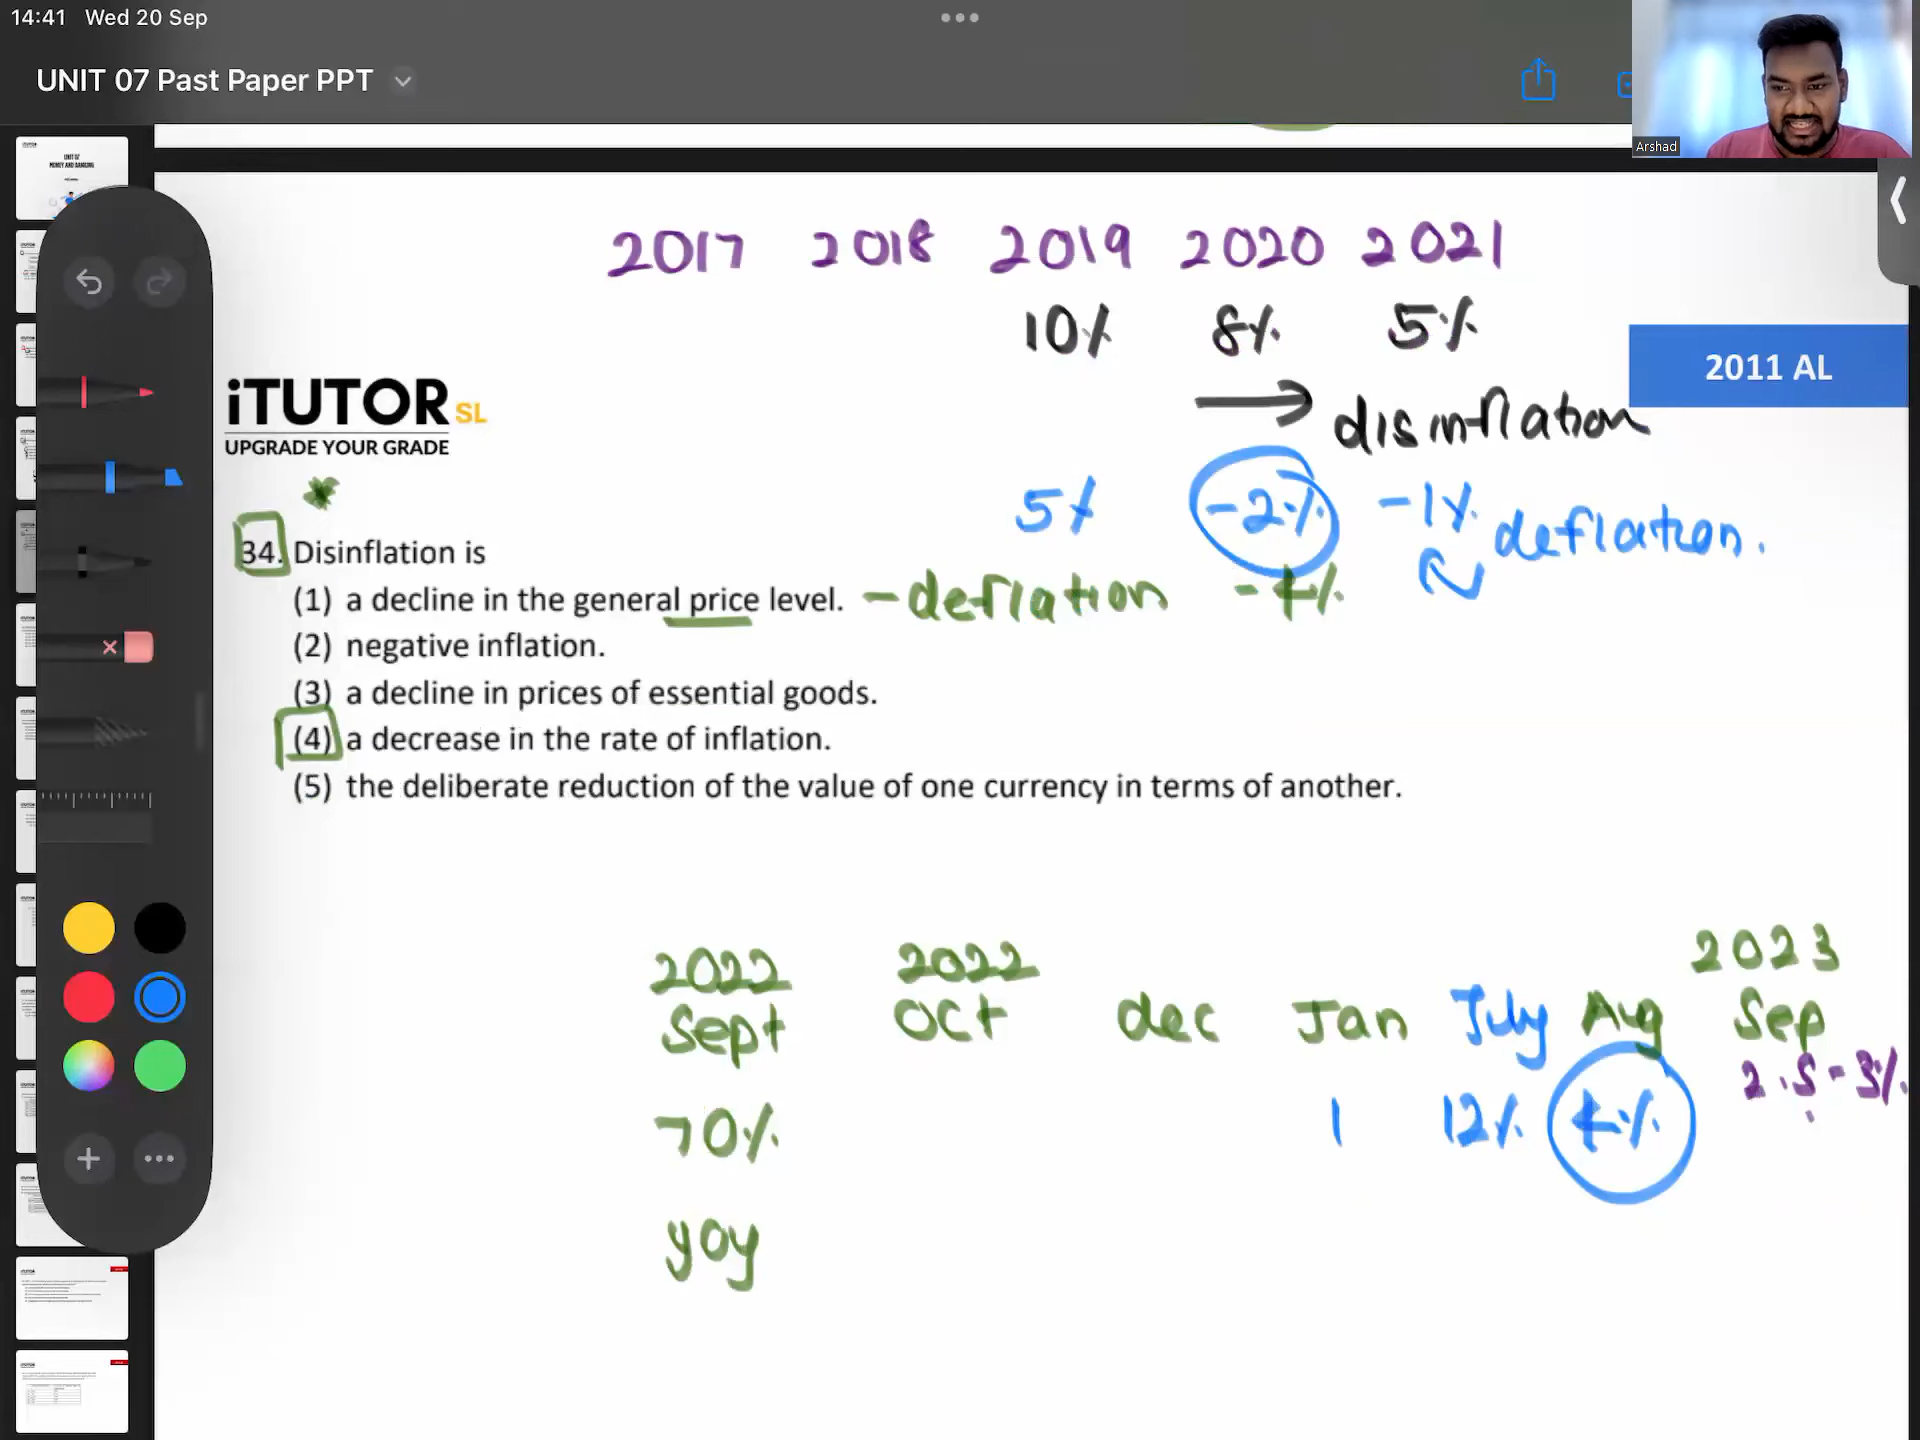 14:41 Wed 20 Sep
UNIT 07 Past Paper PPT
Arshad
2017 2018 2019 2020 2021
10% 8% 5%
2011 AL
→ disinflation
iTUTOR SL
UPGRADE YOUR GRADE
5% -2% -1% deflation.
34. Disinflation is
(1) a decline in the general price level. - deflation -4%
(2) negative inflation.
(3) a decline in prices of essential goods.
(4) a decrease in the rate of inflation.
(5) the deliberate reduction of the value of one currency in terms of another.
2022 2022 2023
Sept Oct dec Jan July Aug Sep
2.5 - 3%
70% 1 12% 4%
yoy